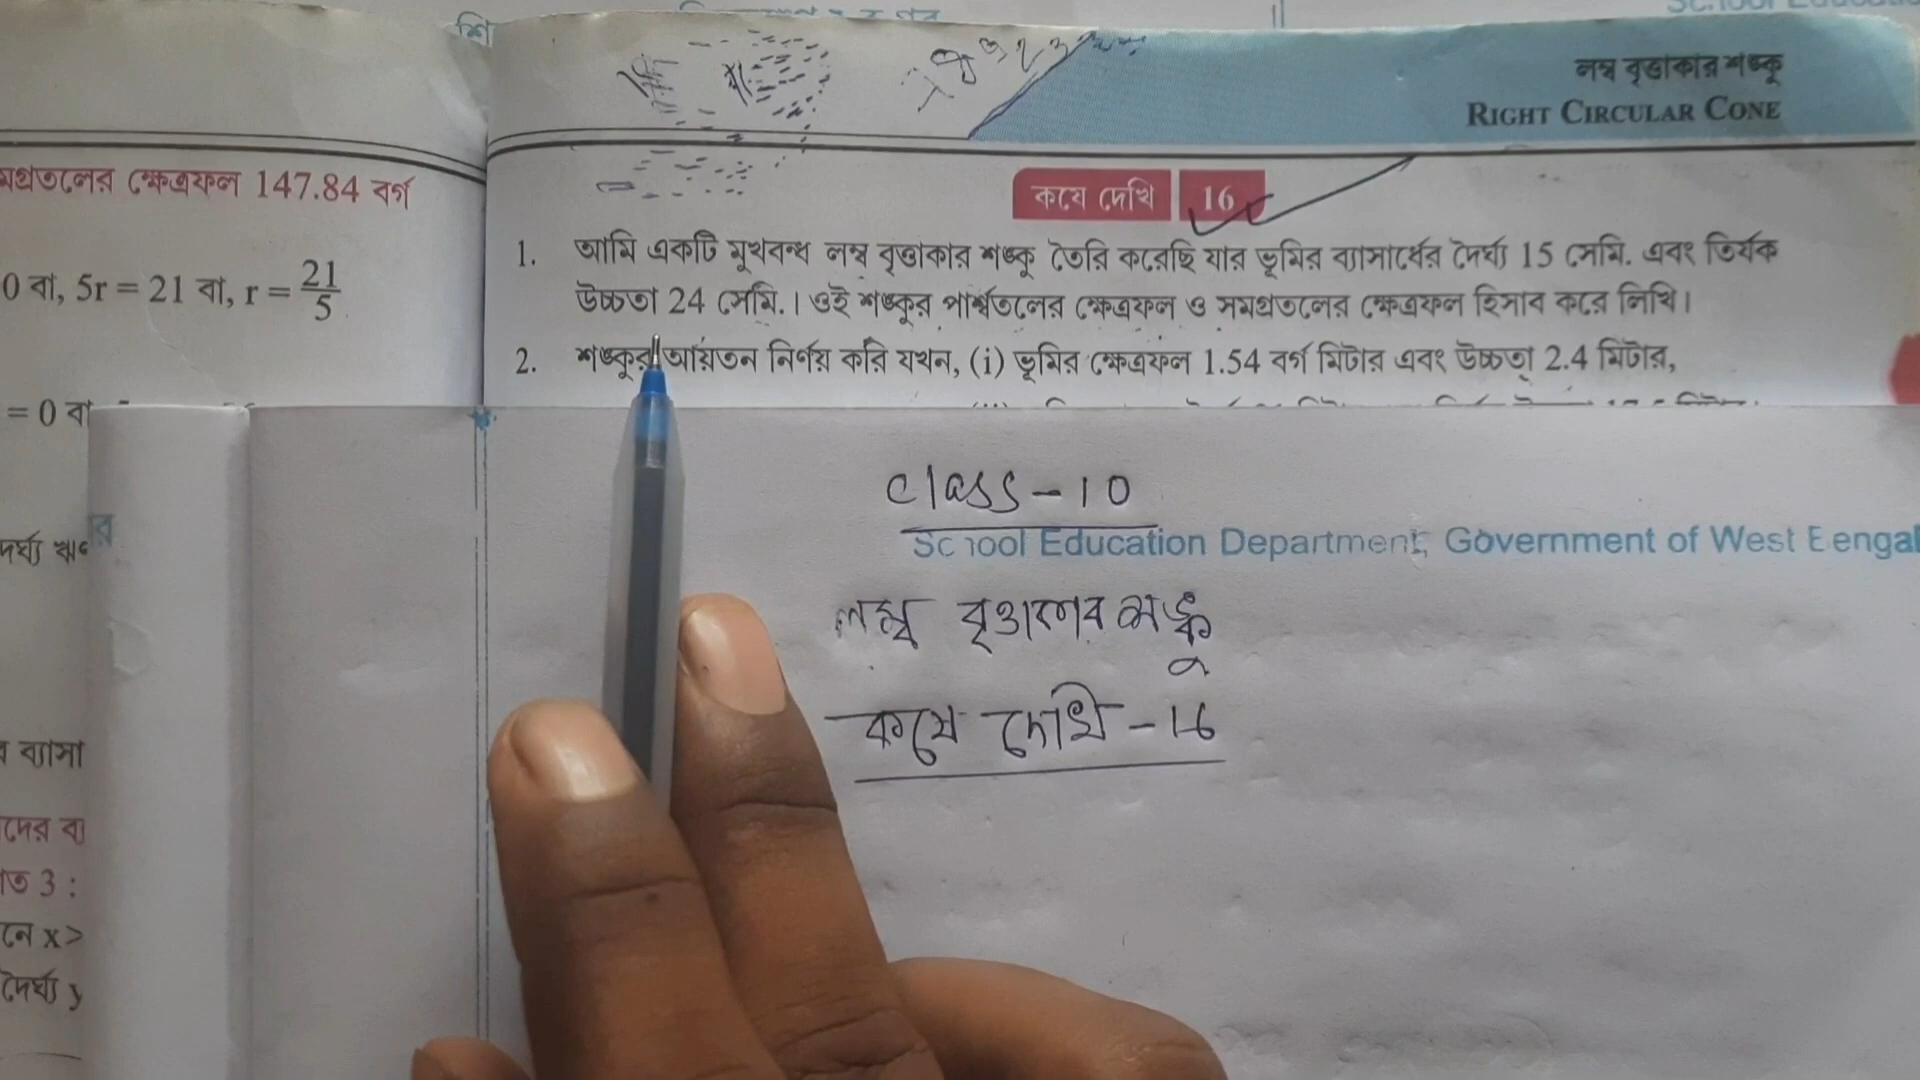 লম্ব বৃত্তাকার শঙ্কু
RIGHT CIRCULAR CONE
মগ্রতলের ক্ষেত্রফল 147.84 বর্গ
0 বা, 5r = 21 বা, r = 21/5
= 0 বা
দৈর্ঘ্য y
কষে দেখি 16
1. আমি একটি মুখবন্ধ লম্ব বৃত্তাকার শঙ্কু তৈরি করেছি যার ভূমির ব্যাসার্ধের দৈর্ঘ্য 15 সেমি. এবং তির্যক
উচ্চতা 24 সেমি.। ওই শঙ্কুর পার্শ্বতলের ক্ষেত্রফল ও সমগ্রতলের ক্ষেত্রফল হিসাব করে লিখি।
2. শঙ্কুর আয়তন নির্ণয় করি যখন, (i) ভূমির ক্ষেত্রফল 1.54 বর্গ মিটার এবং উচ্চতা 2.4 মিটার,
class - 10
School Education Department, Government of West Bengal
লম্ব বৃত্তাকার শঙ্কু
কষে দেখি - 16